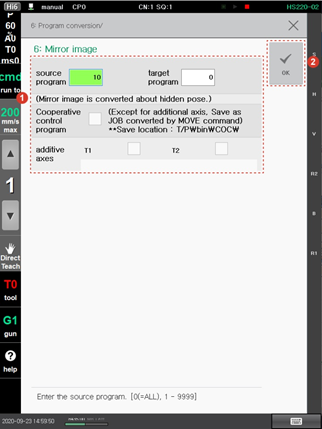 Hi6 manual CP0 CN:1 SQ:1 HS220-02
P
60
%
A0
T0
ms0
cmd
run to
200
mm/s
max
1
Direct
Teach
T0
tool
G1
gun
help
6: Program conversion/
6: Mirror image
source
program
10
target
program
0
OK
1
2
(Mirror image is converted about hidden pose.)
Cooperative
control
program
(Except for additional axis, Save as
JOB converted by MOVE command)
**Save location : T/P₩bin₩COC₩
additive
axes
T1
T2
S
H
V
R2
B
R1
Enter the source program. [0(=ALL), 1 - 9999]
2020-09-23 14:59:50